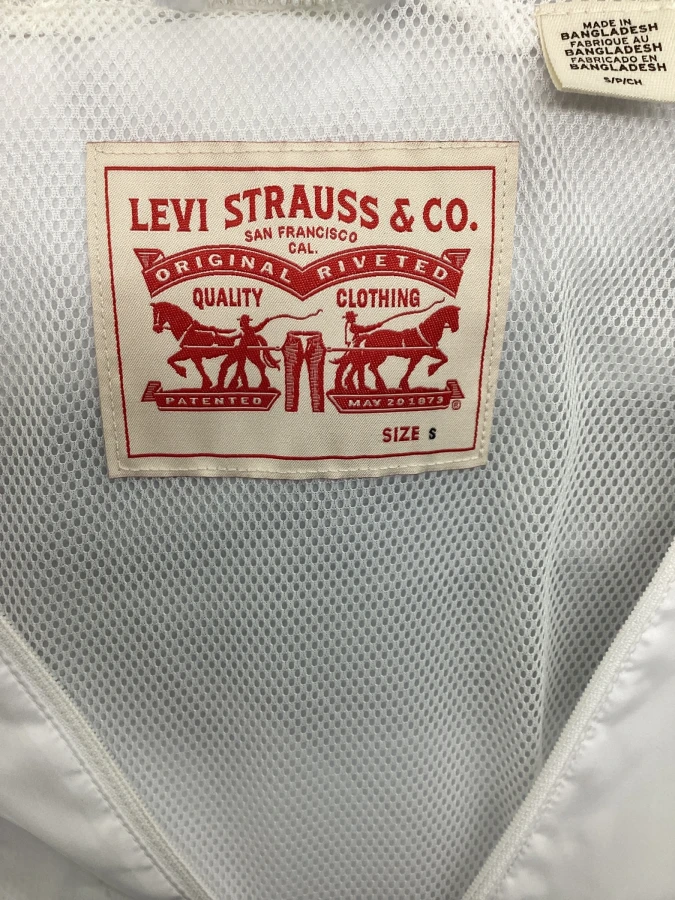 MADE IN
BANGLADESH
FABRIQUE AU
BANGLADESH
FABRICADO EN
BANGLADESH
S/P/CH
LEVI STRAUSS & CO.
SAN FRANCISCO
CAL.
ORIGINAL RIVETED
QUALITY CLOTHING
PATENTED MAY 20 1873 ®
SIZE S